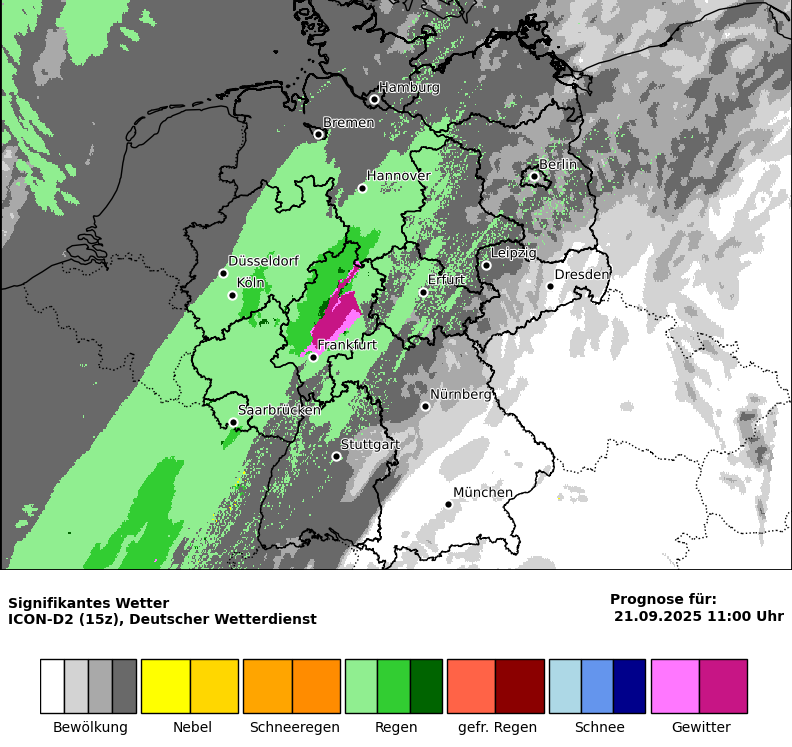 Hamburg
Bremen
Berlin
Hannover
Düsseldorf
Leipzig
Köln
Erfurt
Dresden
Frankfurt
Nürnberg
Saarbrücken
Stuttgart
München
Signifikantes Wetter
ICON-D2 (15z), Deutscher Wetterdienst
Prognose für:
21.09.2025 11:00 Uhr
Bewölkung
Nebel
Schneeregen
Regen
gefr. Regen
Schnee
Gewitter